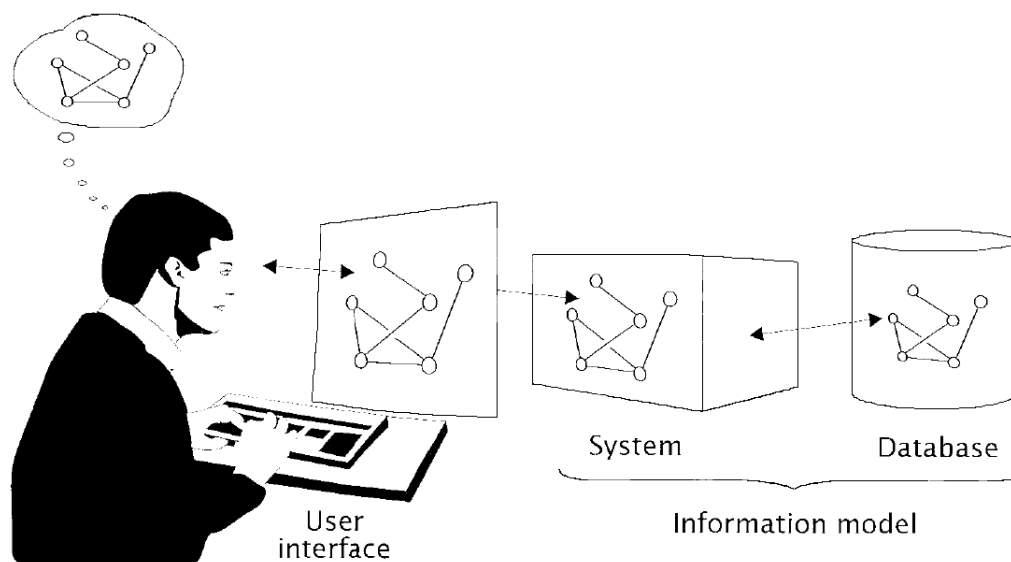 System
Database
User
interface
Information model